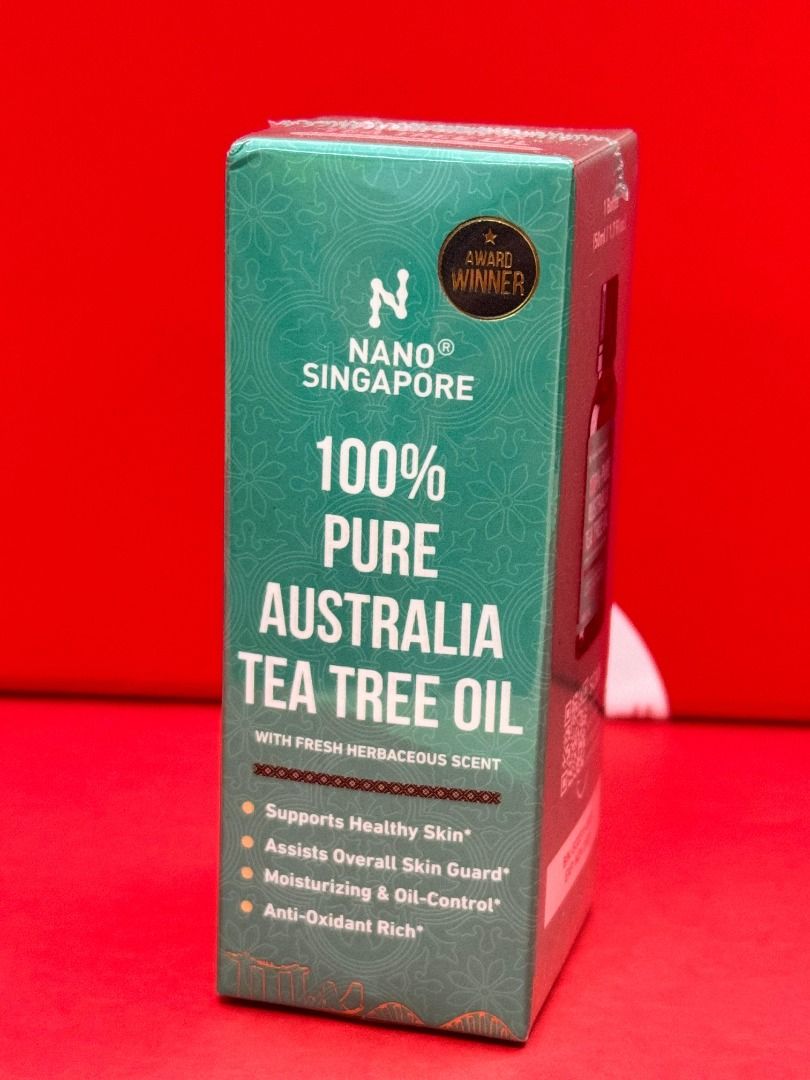 AWARD
WINNER
NANO®
SINGAPORE
100%
PURE
AUSTRALIA
TEA TREE OIL
WITH FRESH HERBACEOUS SCENT
Supports Healthy Skin*
Assists Overall Skin Guard*
Moisturizing & Oil-Control*
Anti-Oxidant Rich*